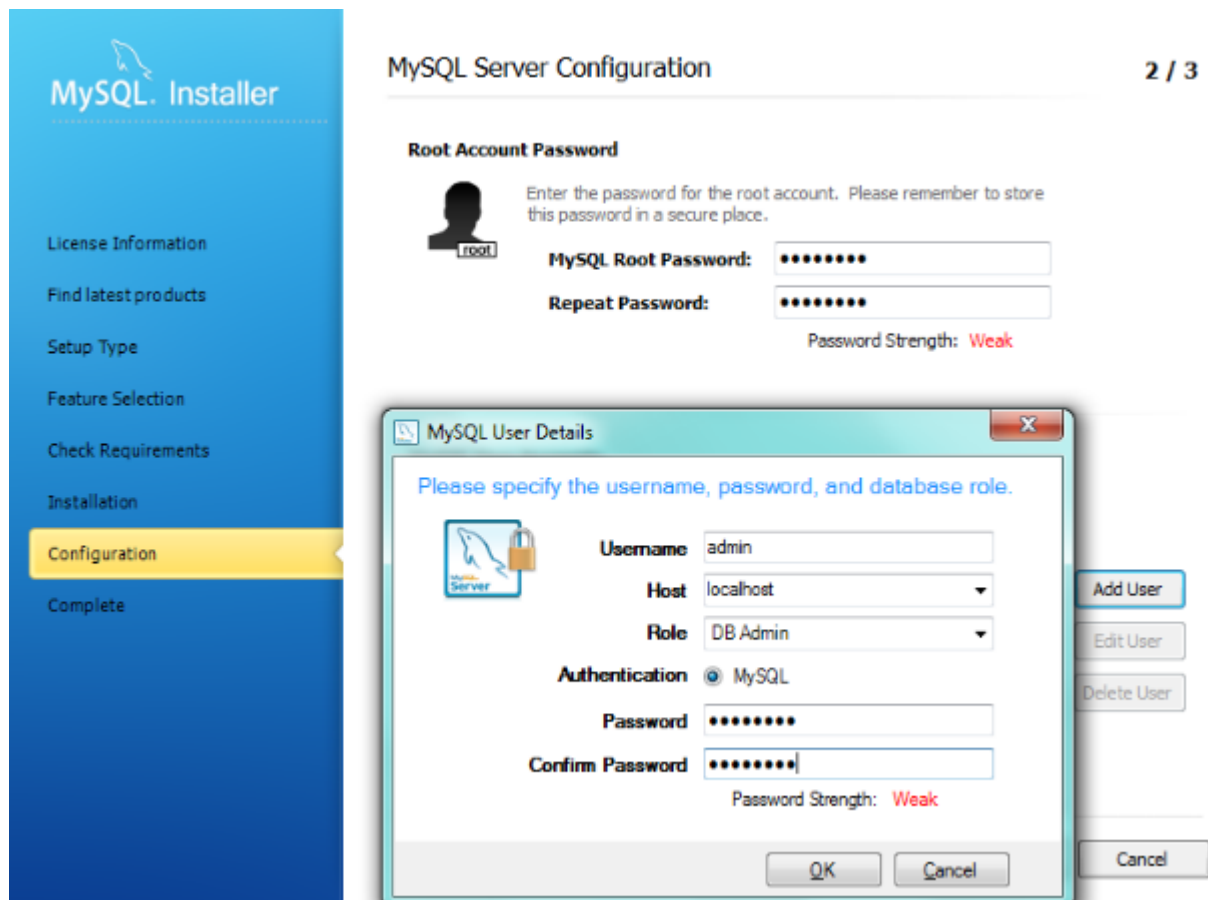 MySQL. Installer
License Information
Find latest products
Setup Type
Feature Selection
Check Requirements
Installation
Configuration
Complete
MySQL Server Configuration
2 / 3
Root Account Password
Enter the password for the root account. Please remember to store
this password in a secure place.
root
MySQL Root Password: ●●●●●●●●
Repeat Password: ●●●●●●●●
Password Strength: Weak
MySQL User Details
Please specify the username, password, and database role.
MySQL
Server
Username admin
Host localhost
Role DB Admin
Authentication MySQL
Password ●●●●●●●●
Confirm Password ●●●●●●●●
Password Strength: Weak
OK
Cancel
Add User
Edit User
Delete User
Cancel